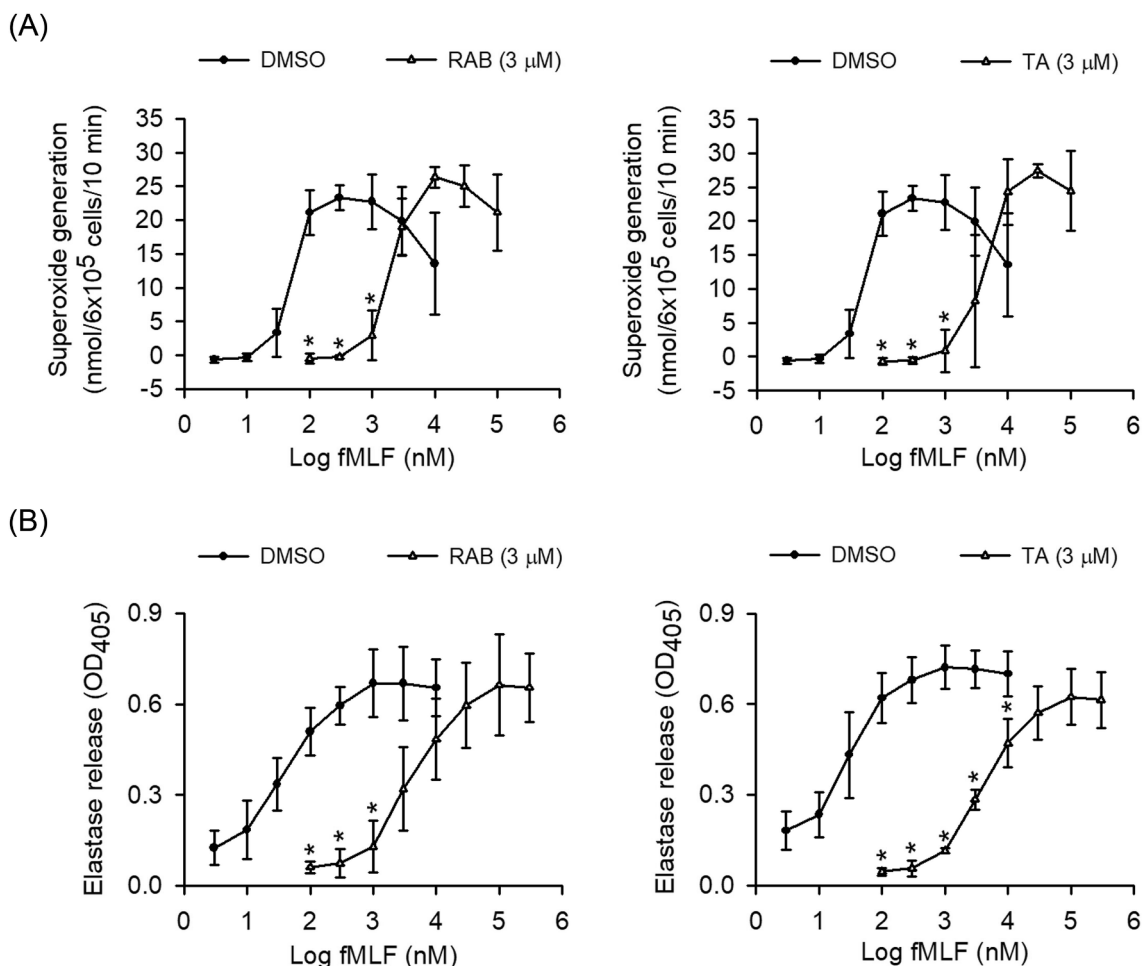 (A)
DMSO RAB (3 μM)
DMSO TA (3 μM)
Superoxide generation
(nmol/6x10⁵ cells/10 min)
35
30
25
20
15
10
5
0
-5
*
*
*
0 1 2 3 4 5 6
Log fMLF (nM)
Superoxide generation
(nmol/6x10⁵ cells/10 min)
35
30
25
20
15
10
5
0
-5
*
*
*
0 1 2 3 4 5 6
Log fMLF (nM)
(B)
DMSO RAB (3 μM)
DMSO TA (3 μM)
Elastase release (OD₄₀₅)
0.9
0.6
0.3
0.0
*
*
*
0 1 2 3 4 5 6
Log fMLF (nM)
Elastase release (OD₄₀₅)
0.9
0.6
0.3
0.0
*
*
*
*
*
0 1 2 3 4 5 6
Log fMLF (nM)